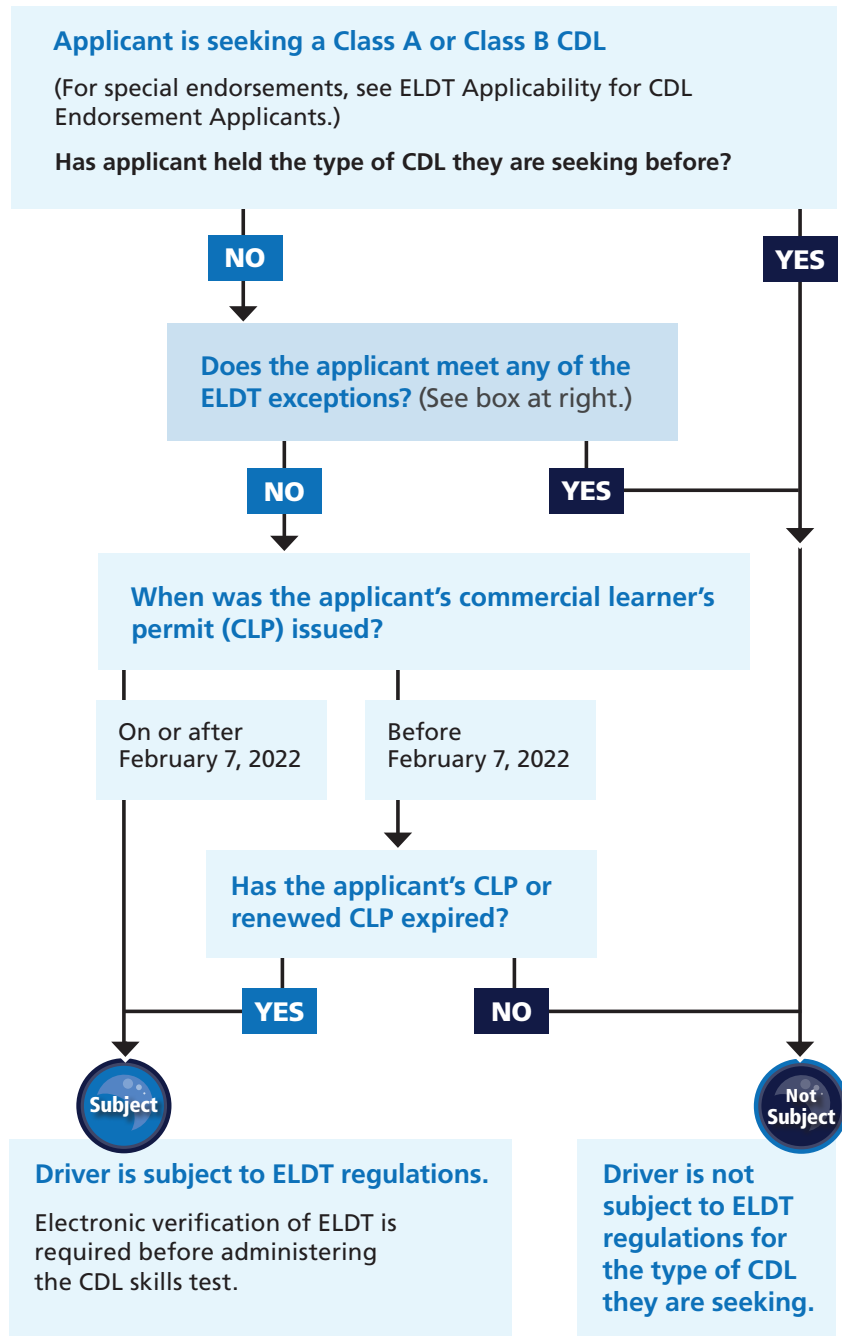 Applicant is seeking a Class A or Class B CDL
(For special endorsements, see ELDT Applicability for CDL
Endorsement Applicants.)
Has applicant held the type of CDL they are seeking before?
NO
YES
Does the applicant meet any of the
ELDT exceptions? (See box at right.)
NO
YES
When was the applicant’s commercial learner’s
permit (CLP) issued?
On or after
February 7, 2022
Before
February 7, 2022
Has the applicant’s CLP or
renewed CLP expired?
YES
NO
Subject
Not
Subject
Driver is subject to ELDT regulations.
Electronic verification of ELDT is
required before administering
the CDL skills test.
Driver is not
subject to ELDT
regulations for
the type of CDL
they are seeking.